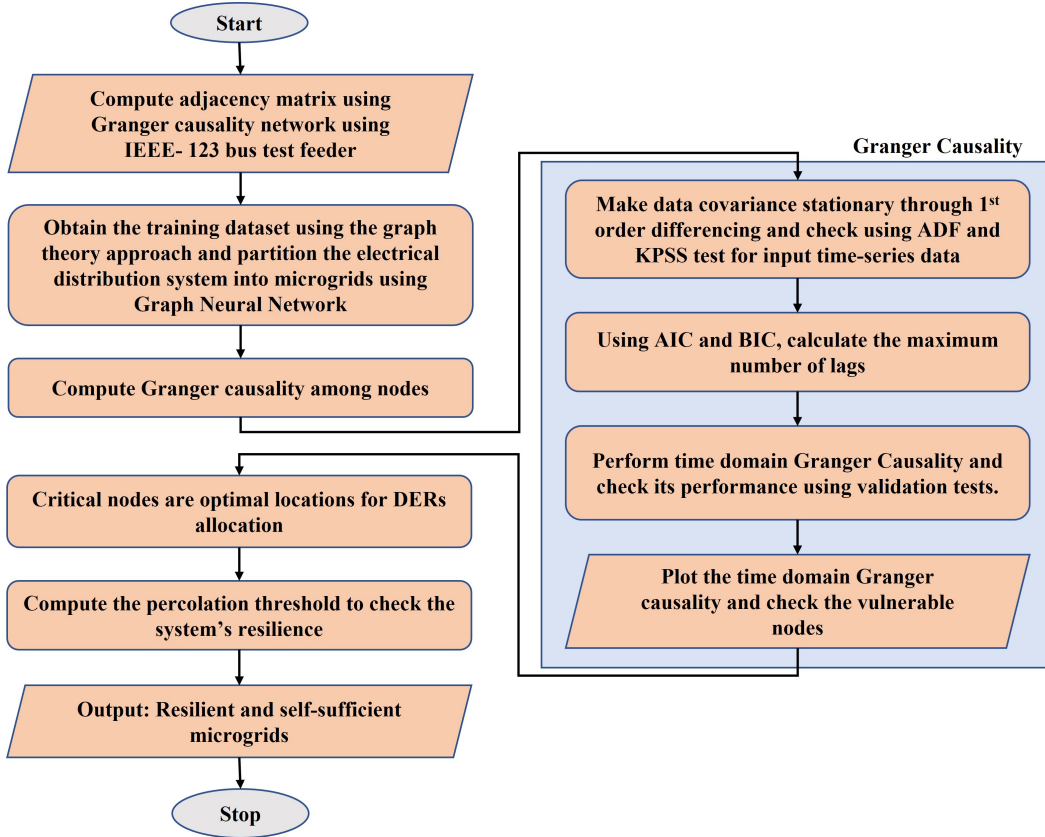 Start
Compute adjacency matrix using
Granger causality network using
IEEE- 123 bus test feeder
Obtain the training dataset using the graph
theory approach and partition the electrical
distribution system into microgrids using
Graph Neural Network
Compute Granger causality among nodes
Granger Causality
Make data covariance stationary through 1st
order differencing and check using ADF and
KPSS test for input time-series data
Using AIC and BIC, calculate the maximum
number of lags
Perform time domain Granger Causality and
check its performance using validation tests.
Plot the time domain Granger
causality and check the vulnerable
nodes
Critical nodes are optimal locations for DERs
allocation
Compute the percolation threshold to check the
system's resilience
Output: Resilient and self-sufficient
microgrids
Stop